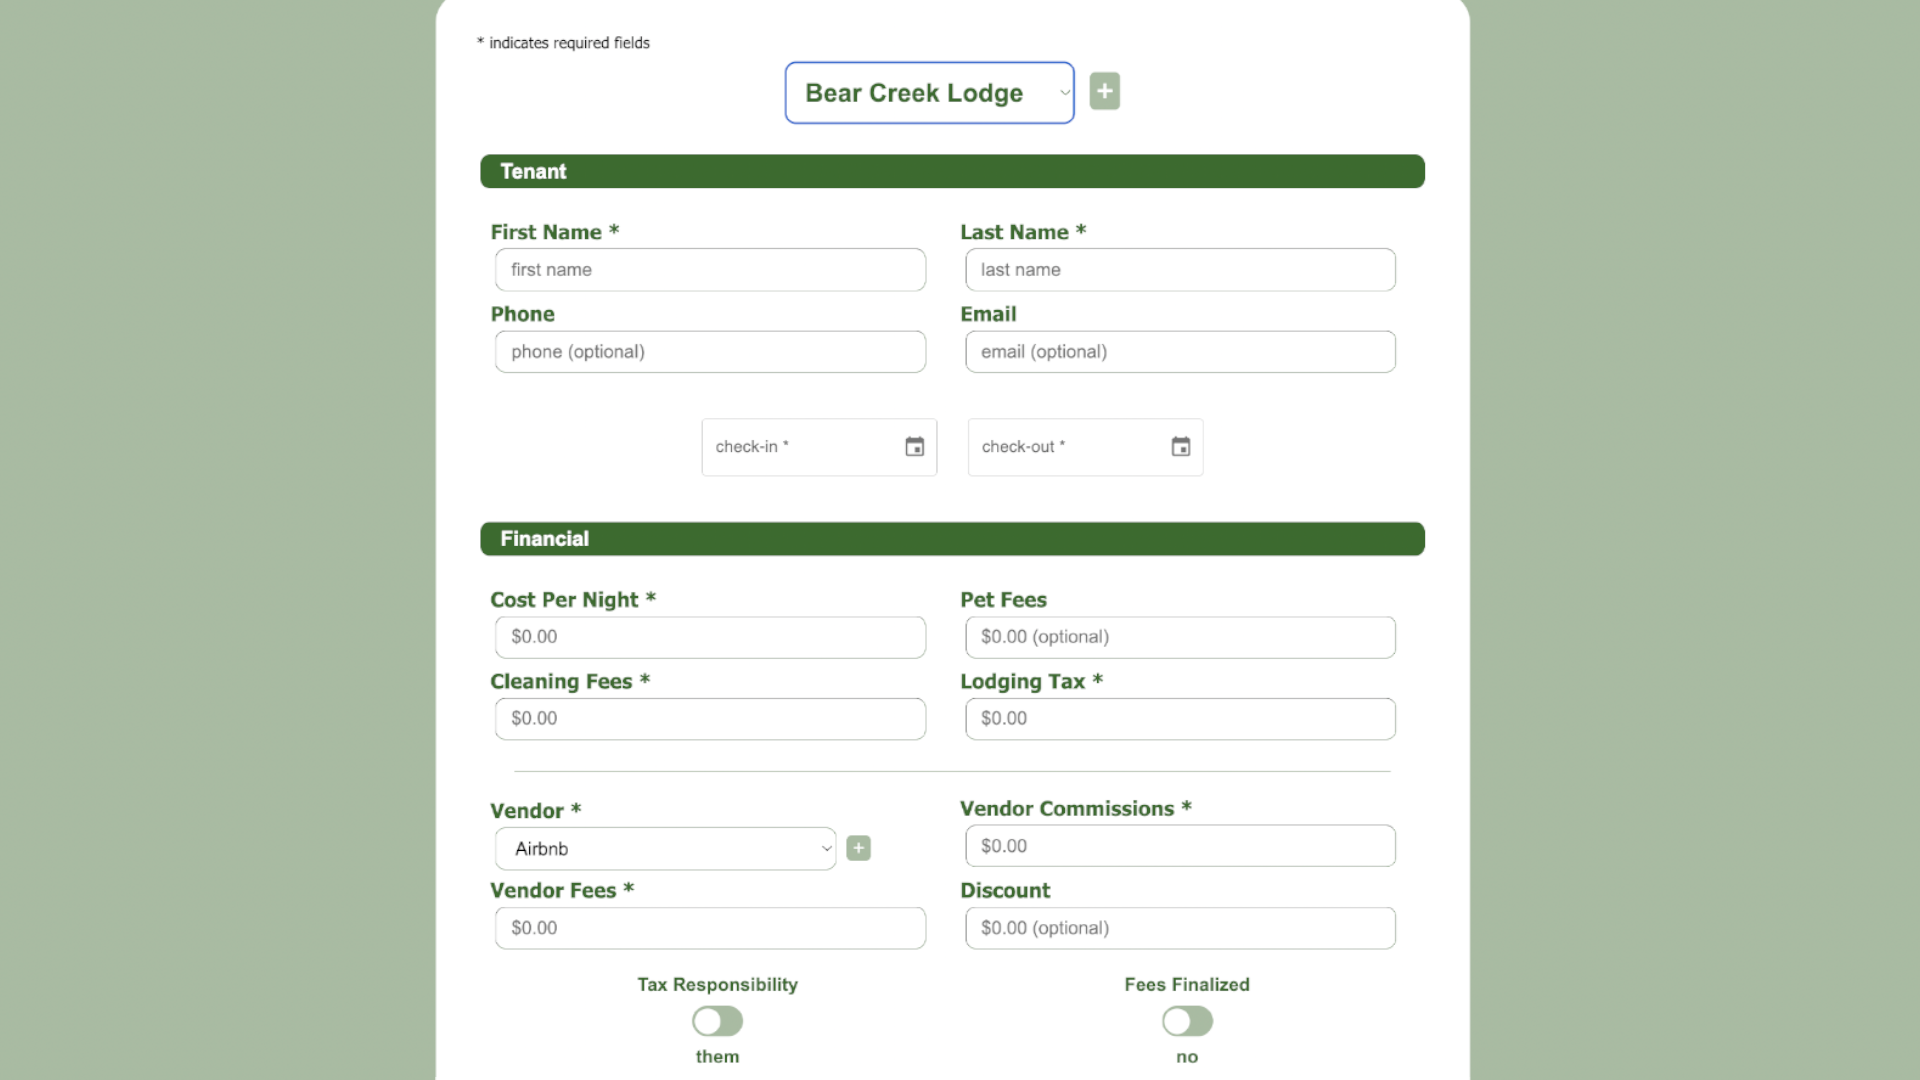 * indicates required fields
Bear Creek Lodge
+
Tenant
First Name *
Last Name *
first name
last name
Phone
Email
phone (optional)
email (optional)
check-in *
check-out *
Financial
Cost Per Night *
Pet Fees
$0.00
$0.00 (optional)
Cleaning Fees *
Lodging Tax *
$0.00
$0.00
Vendor *
Vendor Commissions *
Airbnb
+
$0.00
Vendor Fees *
Discount
$0.00
$0.00 (optional)
Tax Responsibility
Fees Finalized
them
no